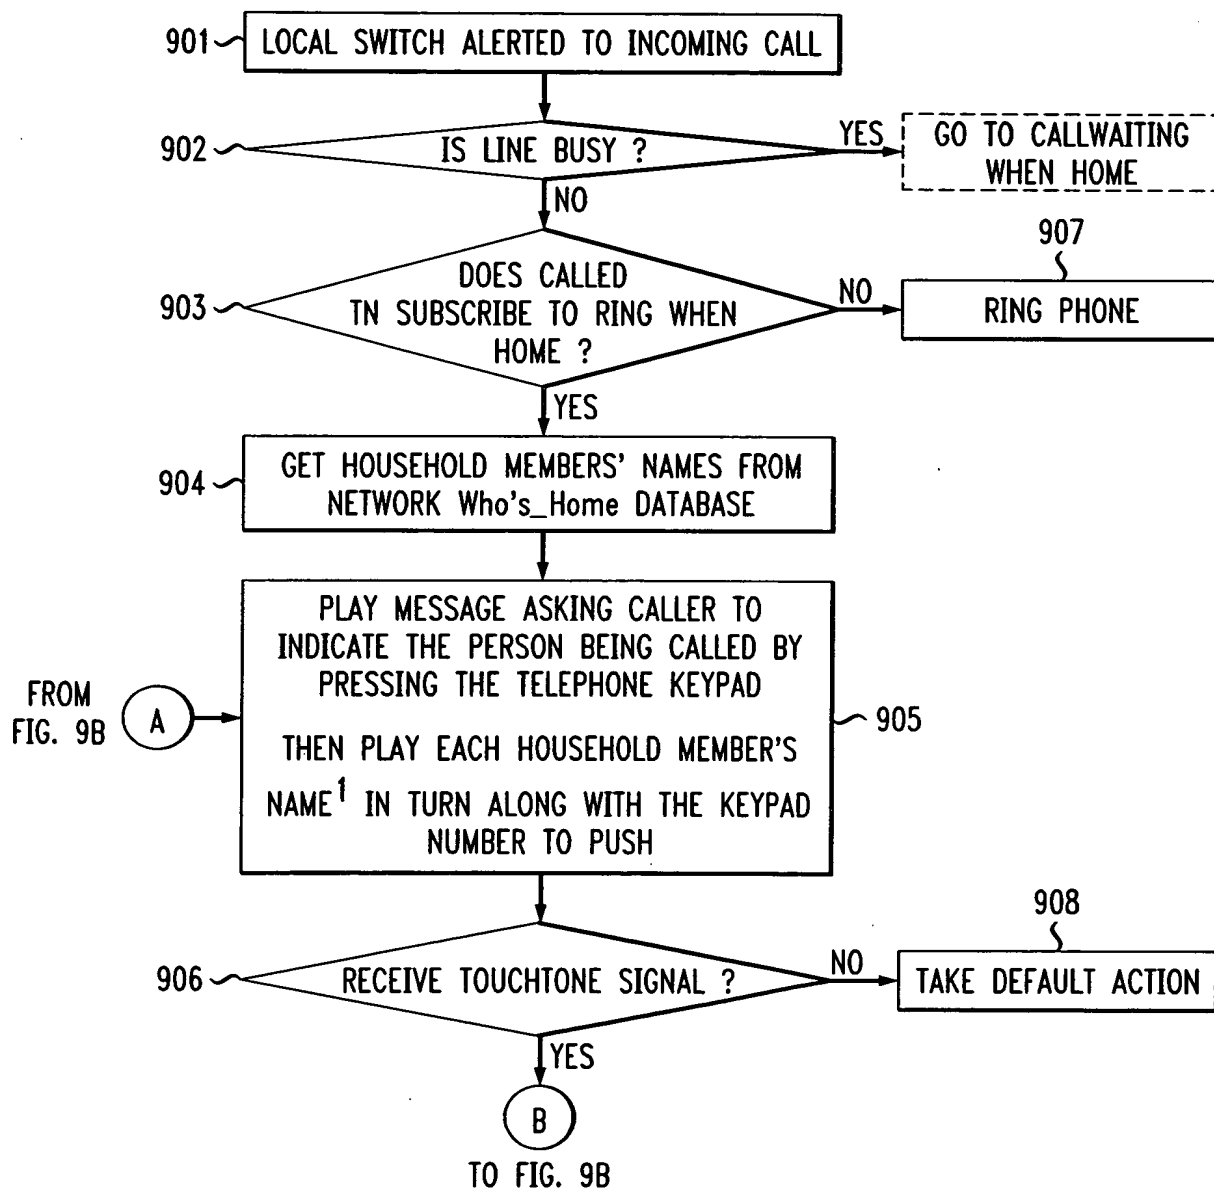 901
LOCAL SWITCH ALERTED TO INCOMING CALL
902
IS LINE BUSY ?
YES
GO TO CALLWAITING
WHEN HOME
NO
903
DOES CALLED
TN SUBSCRIBE TO RING WHEN
HOME ?
NO
907
RING PHONE
YES
904
GET HOUSEHOLD MEMBERS' NAMES FROM
NETWORK Who's_Home DATABASE
FROM
FIG. 9B
A
PLAY MESSAGE ASKING CALLER TO
INDICATE THE PERSON BEING CALLED BY
PRESSING THE TELEPHONE KEYPAD
THEN PLAY EACH HOUSEHOLD MEMBER'S
NAME1 IN TURN ALONG WITH THE KEYPAD
NUMBER TO PUSH
905
906
RECEIVE TOUCHTONE SIGNAL ?
NO
908
TAKE DEFAULT ACTION
YES
B
TO FIG. 9B